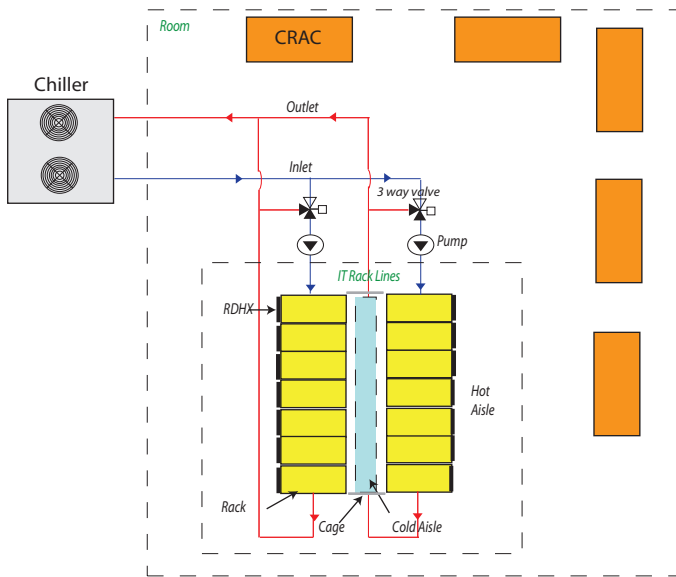 Room
CRAC
Chiller
Outlet
Inlet
3 way valve
Pump
IT Rack Lines
RDHX
Hot
Aisle
Rack
Cage
Cold Aisle